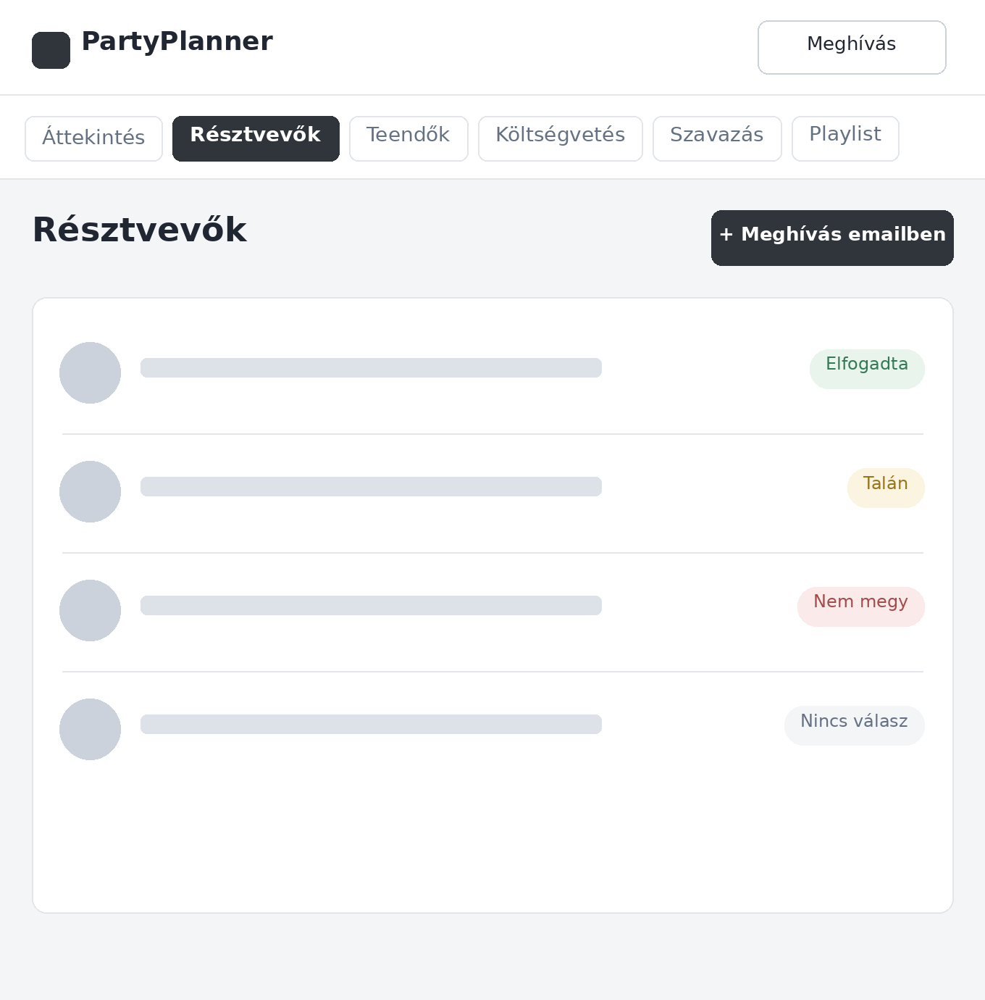 PartyPlanner
Meghívás
Áttekintés
Résztvevők
Teendők
Költségvetés
Szavazás
Playlist
Résztvevők
+ Meghívás emailben
Elfogadta
Talán
Nem megy
Nincs válasz